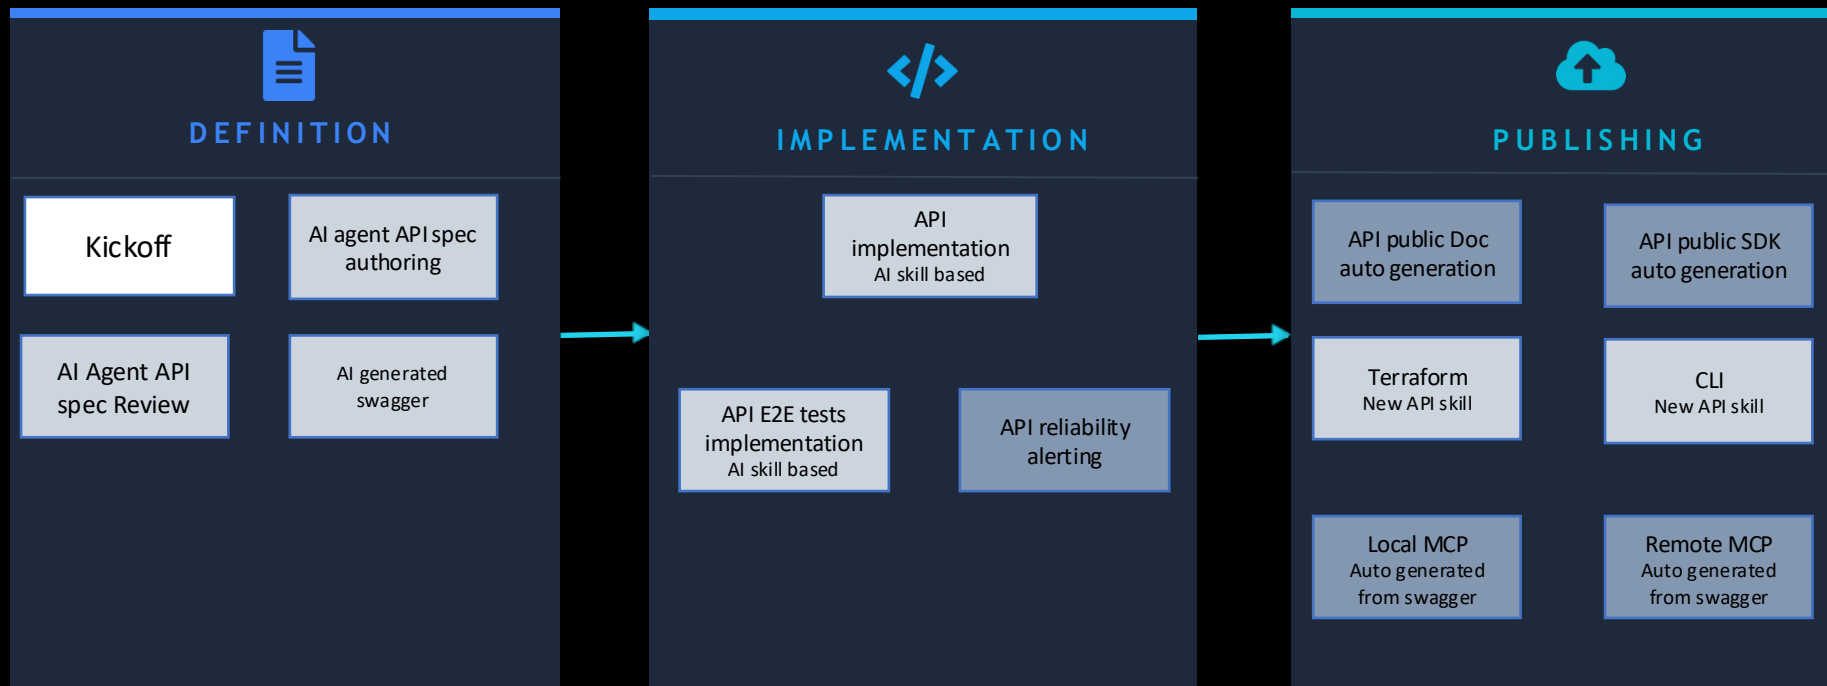 DEFINITION
Kickoff
AI agent API spec
authoring
AI Agent API
spec Review
AI generated
swagger
IMPLEMENTATION
API
implementation
AI skill based
API E2E tests
implementation
AI skill based
API reliability
alerting
PUBLISHING
API public Doc
auto generation
API public SDK
auto generation
Terraform
New API skill
CLI
New API skill
Local MCP
Auto generated
from swagger
Remote MCP
Auto generated
from swagger